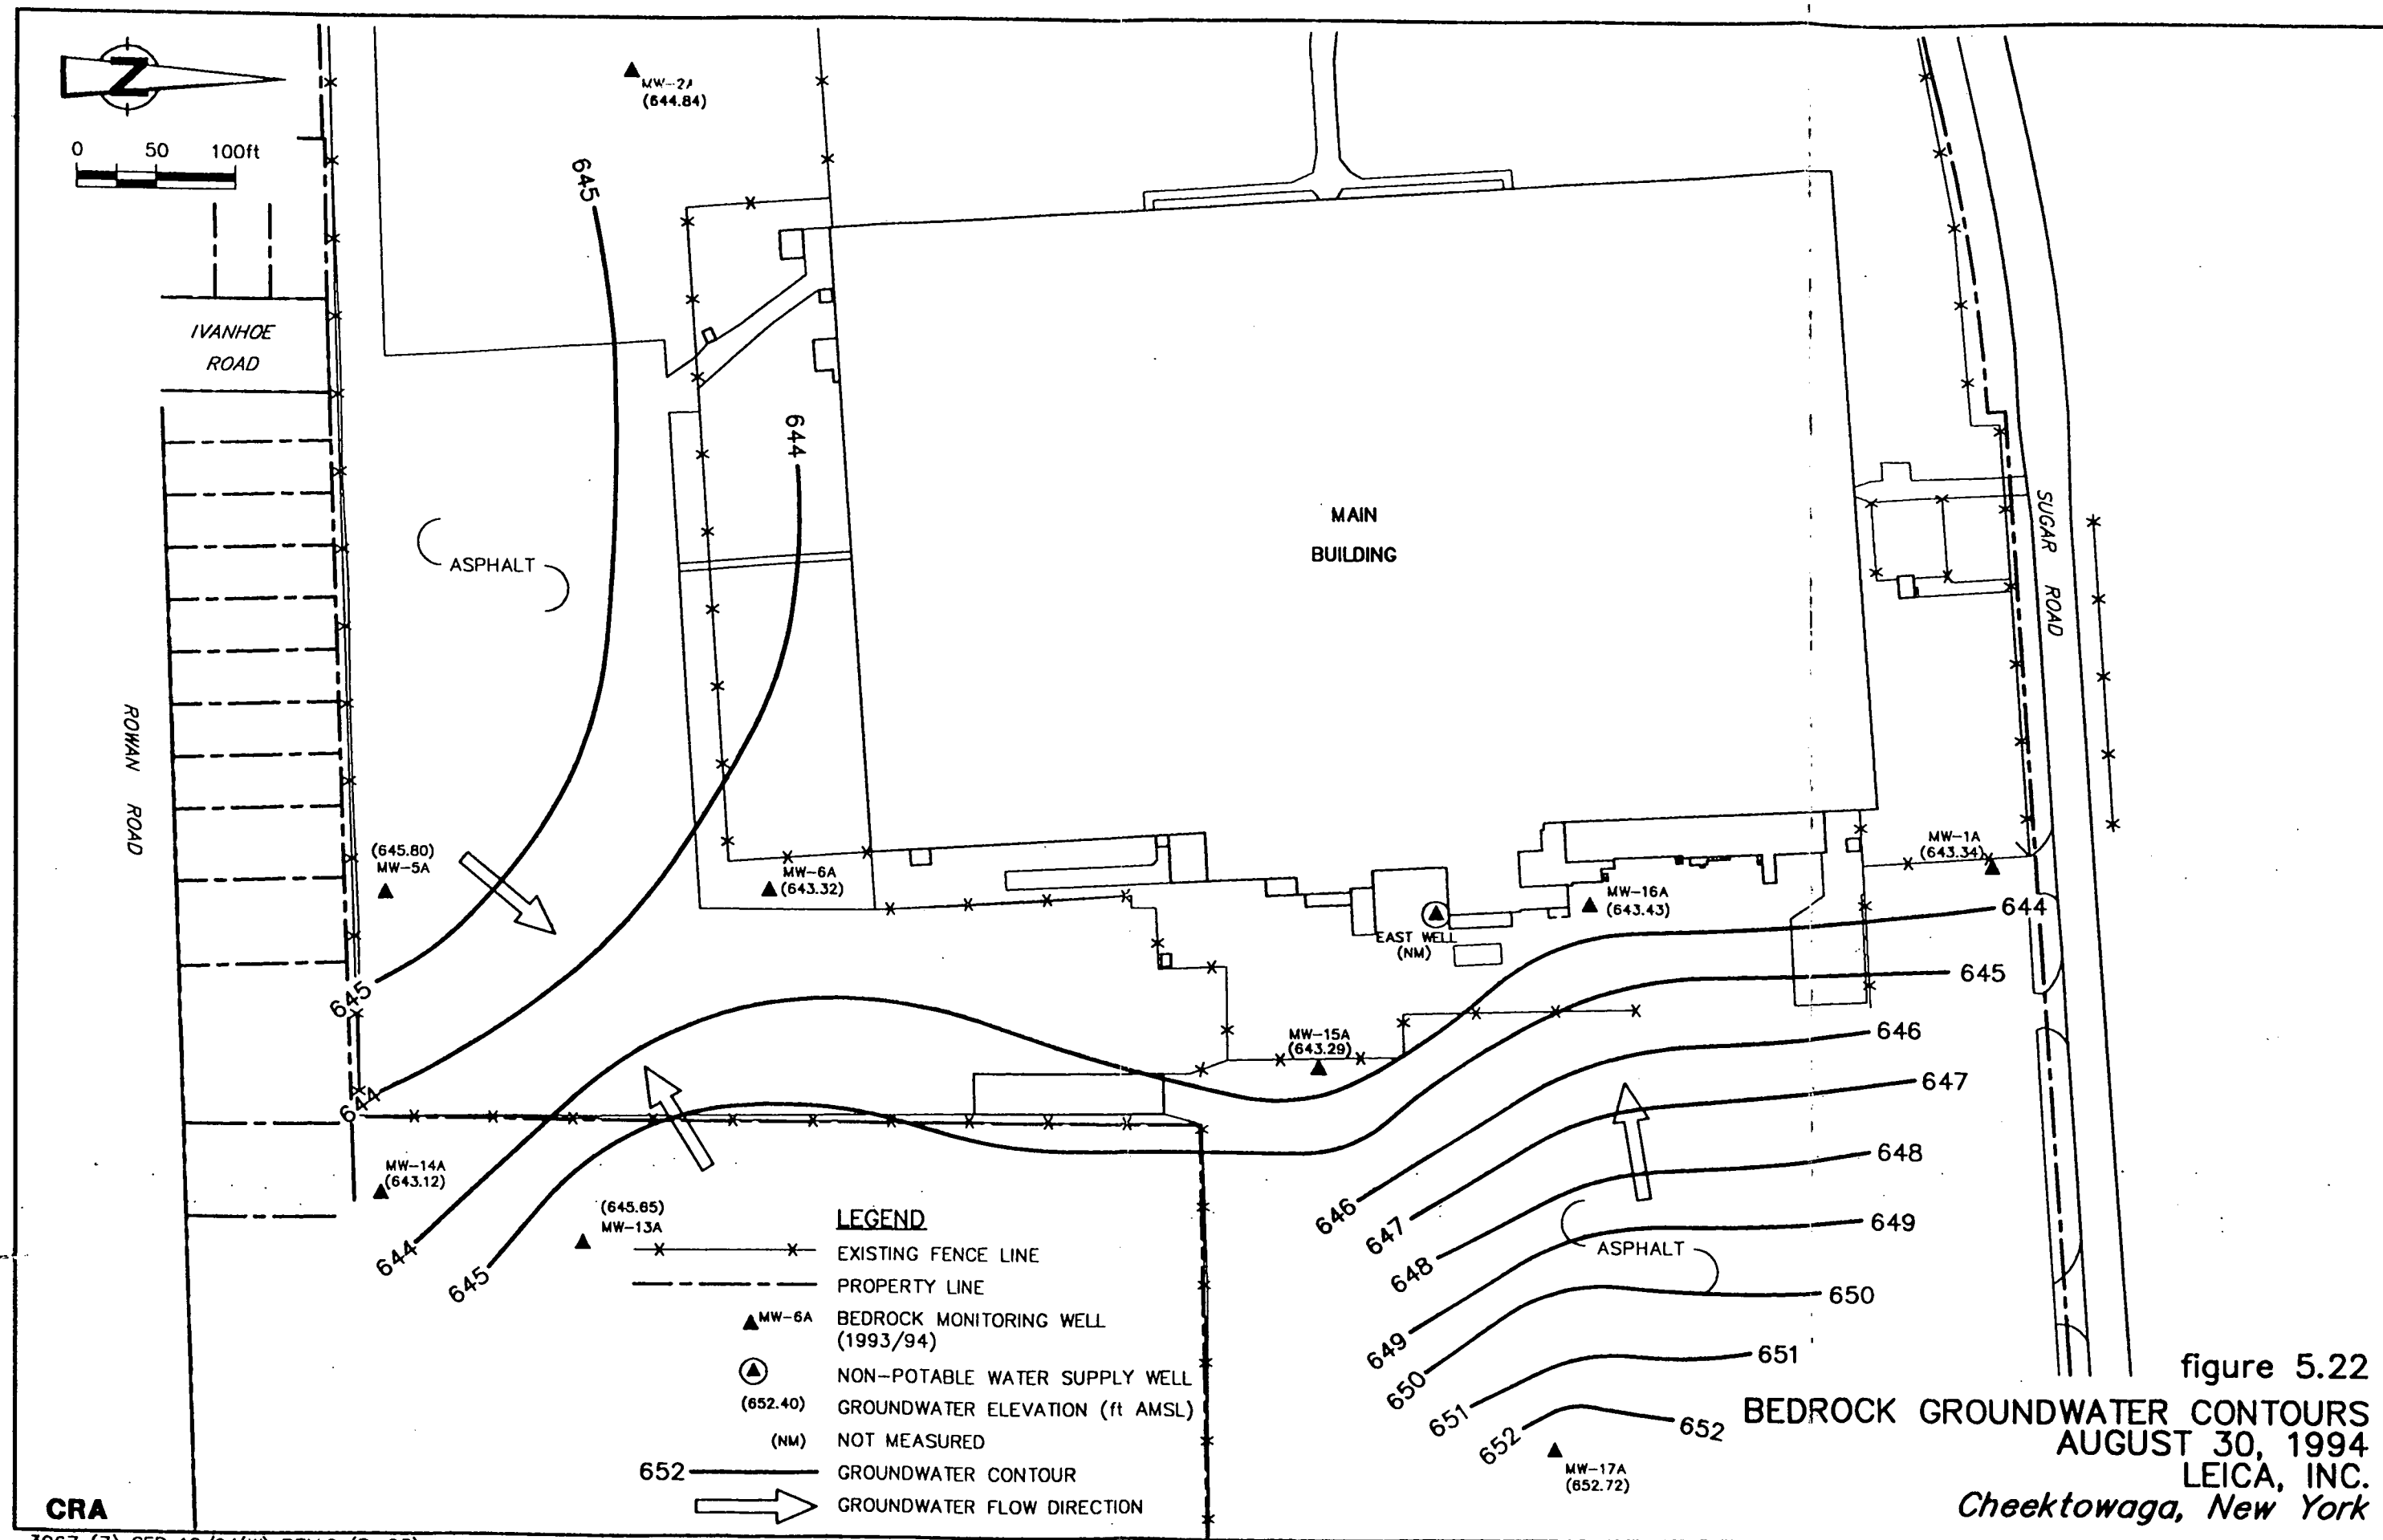 N
0 50 100ft
MW-2A
(644.84)
645
IVANHOE
ROAD
644
MAIN
BUILDING
ASPHALT
SUGAR ROAD
ROWAN ROAD
(645.80)
MW-5A
MW-6A
(643.32)
MW-1A
(643.34)
MW-16A
(643.43)
EAST WELL
(NM)
644
645
645
646
MW-15A
(643.29)
647
644
648
MW-14A
(643.12)
(645.65)
MW-13A
644
645
646
647
648
649
649
ASPHALT
650
650
651
651
652
652
MW-17A
(652.72)
LEGEND
EXISTING FENCE LINE
PROPERTY LINE
MW-6A BEDROCK MONITORING WELL
(1993/94)
NON-POTABLE WATER SUPPLY WELL
(652.40) GROUNDWATER ELEVATION (ft AMSL)
(NM) NOT MEASURED
652 GROUNDWATER CONTOUR
GROUNDWATER FLOW DIRECTION
figure 5.22
BEDROCK GROUNDWATER CONTOURS
AUGUST 30, 1994
LEICA, INC.
Cheektowaga, New York
CRA